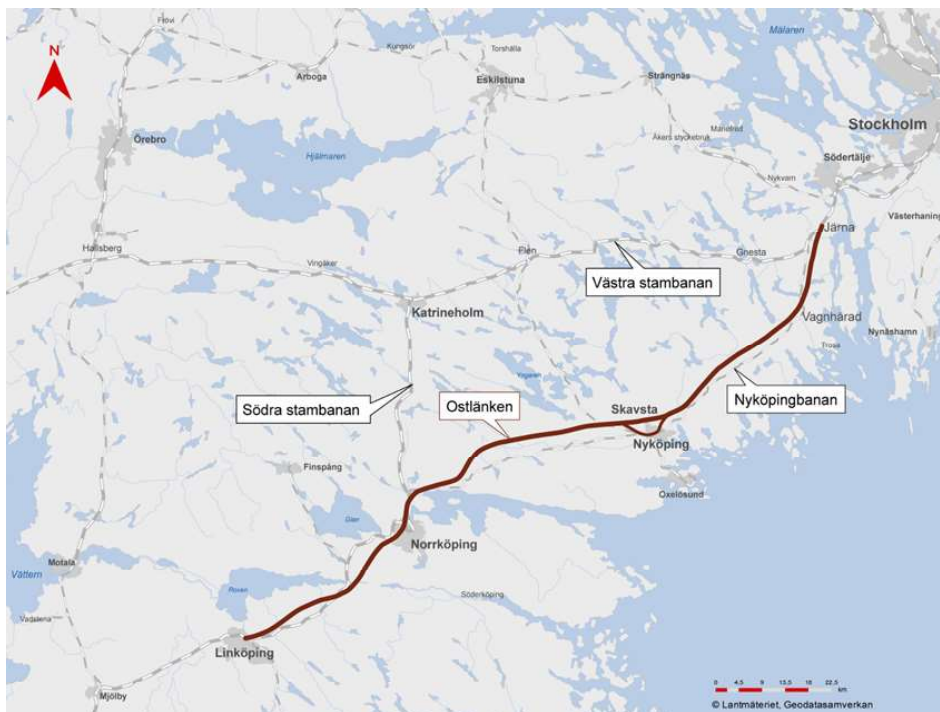 N
Frövi
Kungsör
Torshälla
Mälaren
Arboga
Eskilstuna
Strängnäs
Stockholm
Örebro
Hjälmaren
Åkers styckebruk
Mariefred
Södertälje
Nykvarn
Västerhaning
Hallsberg
Vingåker
Flen
Gnesta
Järna
Västra stambanan
Katrineholm
Vagnhärad
Nynäshamn
Trosa
Yngaren
Södra stambanan
Ostlänken
Skavsta
Nyköpingbanan
Nyköping
Finspång
Oxelösund
Glan
Norrköping
Motala
Vättern
Roxen
Söderköping
Vadstena
Linköping
Mjölby
0 4,5 9 13,5 18 22,5
km
© Lantmäteriet, Geodatasamverkan